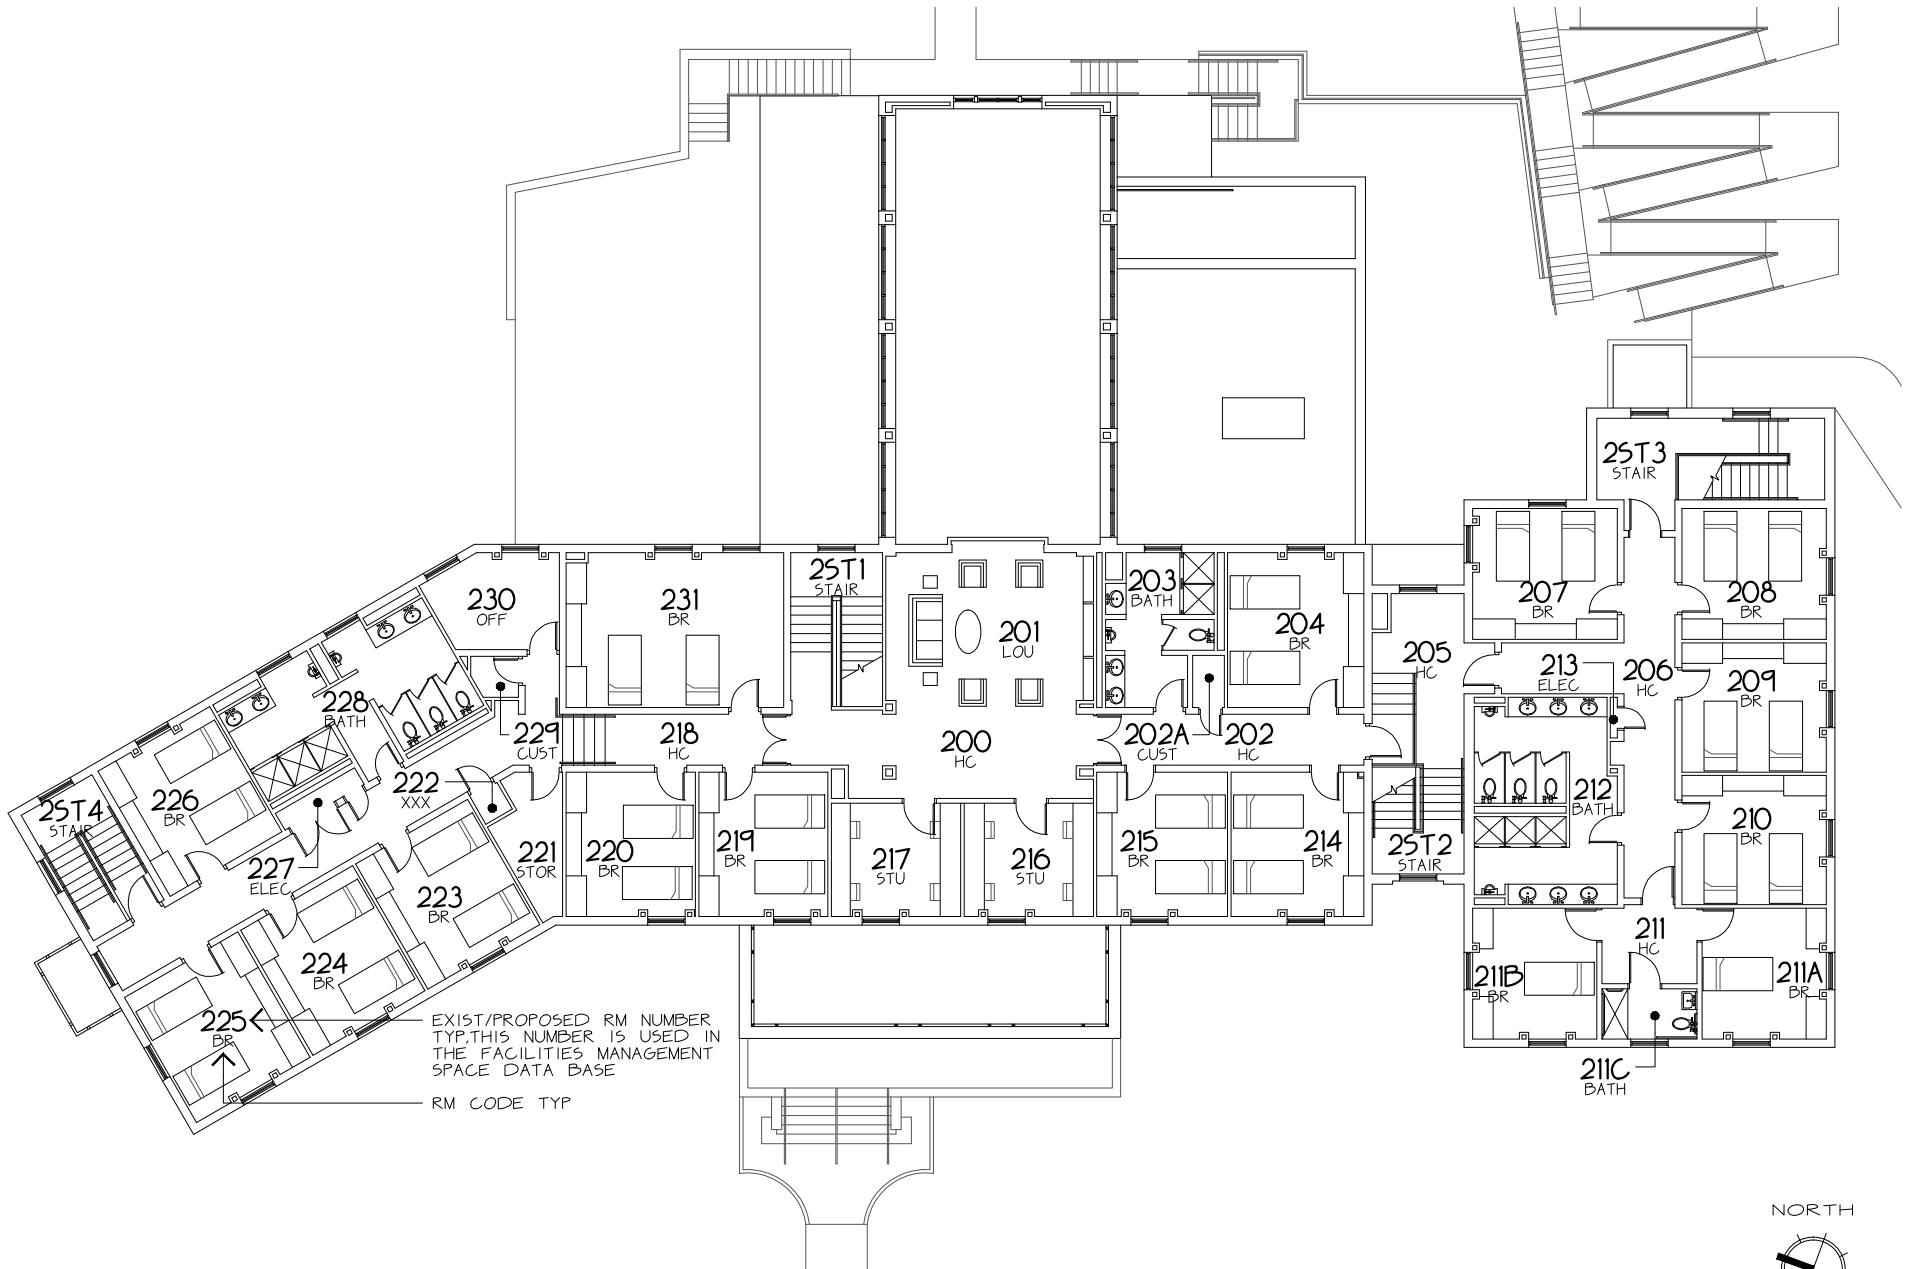 2ST3
STAIR
2ST1
STAIR
203
BATH
207
BR
208
BR
230
OFF
231
BR
201
LOU
204
BR
205
HC
213
ELEC
206
HC
209
BR
228
BATH
229
CUST
218
HC
200
HC
202A
CUST
202
HC
222
XXX
226
BR
2ST4
STAIR
212
BATH
210
BR
227
ELEC
221
STOR
220
BR
219
BR
217
STU
216
STU
215
BR
214
BR
2ST2
STAIR
223
BR
224
BR
211
HC
211B
BR
211A
BR
225
BR
EXIST/PROPOSED RM NUMBER
TYP,THIS NUMBER IS USED IN
THE FACILITIES MANAGEMENT
SPACE DATA BASE
RM CODE TYP
211C
BATH
NORTH